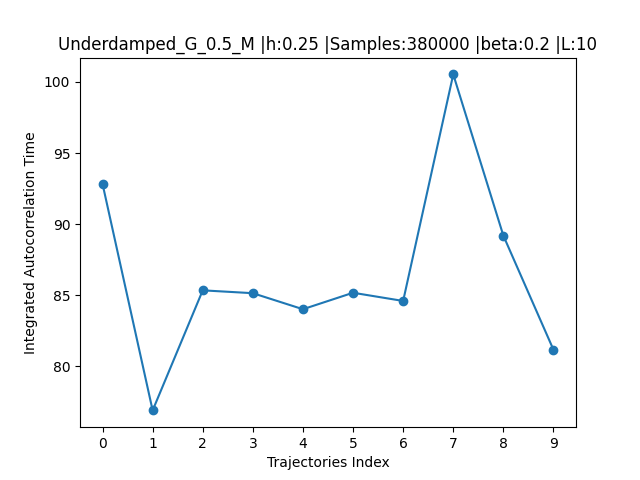 Underdamped_G_0.5_M |h:0.25 |Samples:380000 |beta:0.2 |L:10
Integrated Autocorrelation Time
100
95
90
85
80
0 1 2 3 4 5 6 7 8 9
Trajectories Index